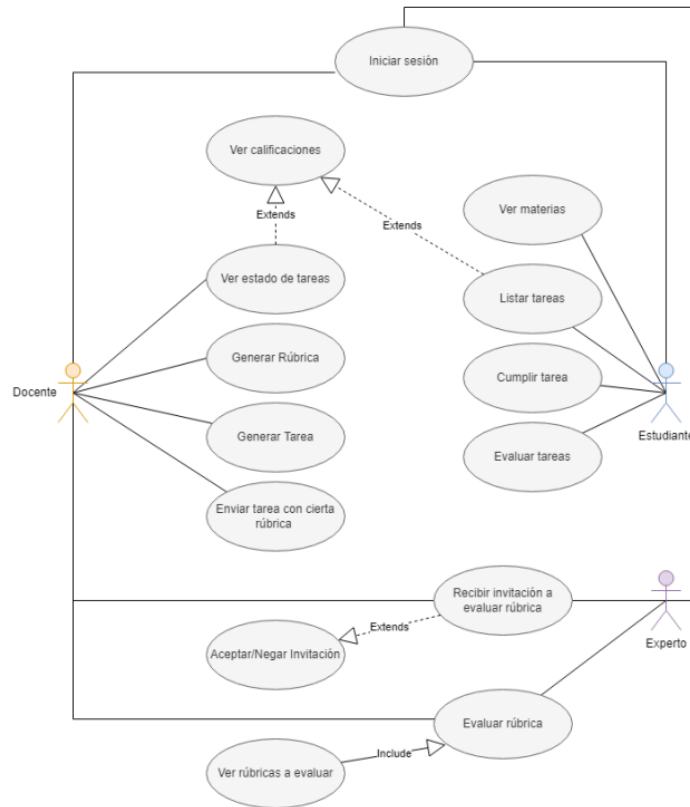 Iniciar sesión
Ver calificaciones
Extends
Extends
Ver materias
Ver estado de tareas
Listar tareas
Generar Rúbrica
Cumplir tarea
Docente
Generar Tarea
Estudiante
Evaluar tareas
Enviar tarea con cierta
rúbrica
Recibir invitación a
evaluar rúbrica
Extends
Aceptar/Negar Invitación
Experto
Evaluar rúbrica
Include
Ver rúbricas a evaluar